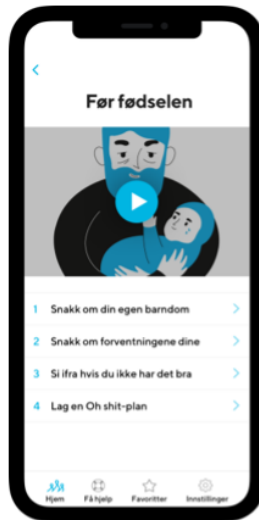 Før fødselen
1 Snakk om din egen barndom
2 Snakk om forventningene dine
3 Si ifra hvis du ikke har det bra
4 Lag en Oh shit-plan
Hjem Få hjelp Favoritter Innstillinger